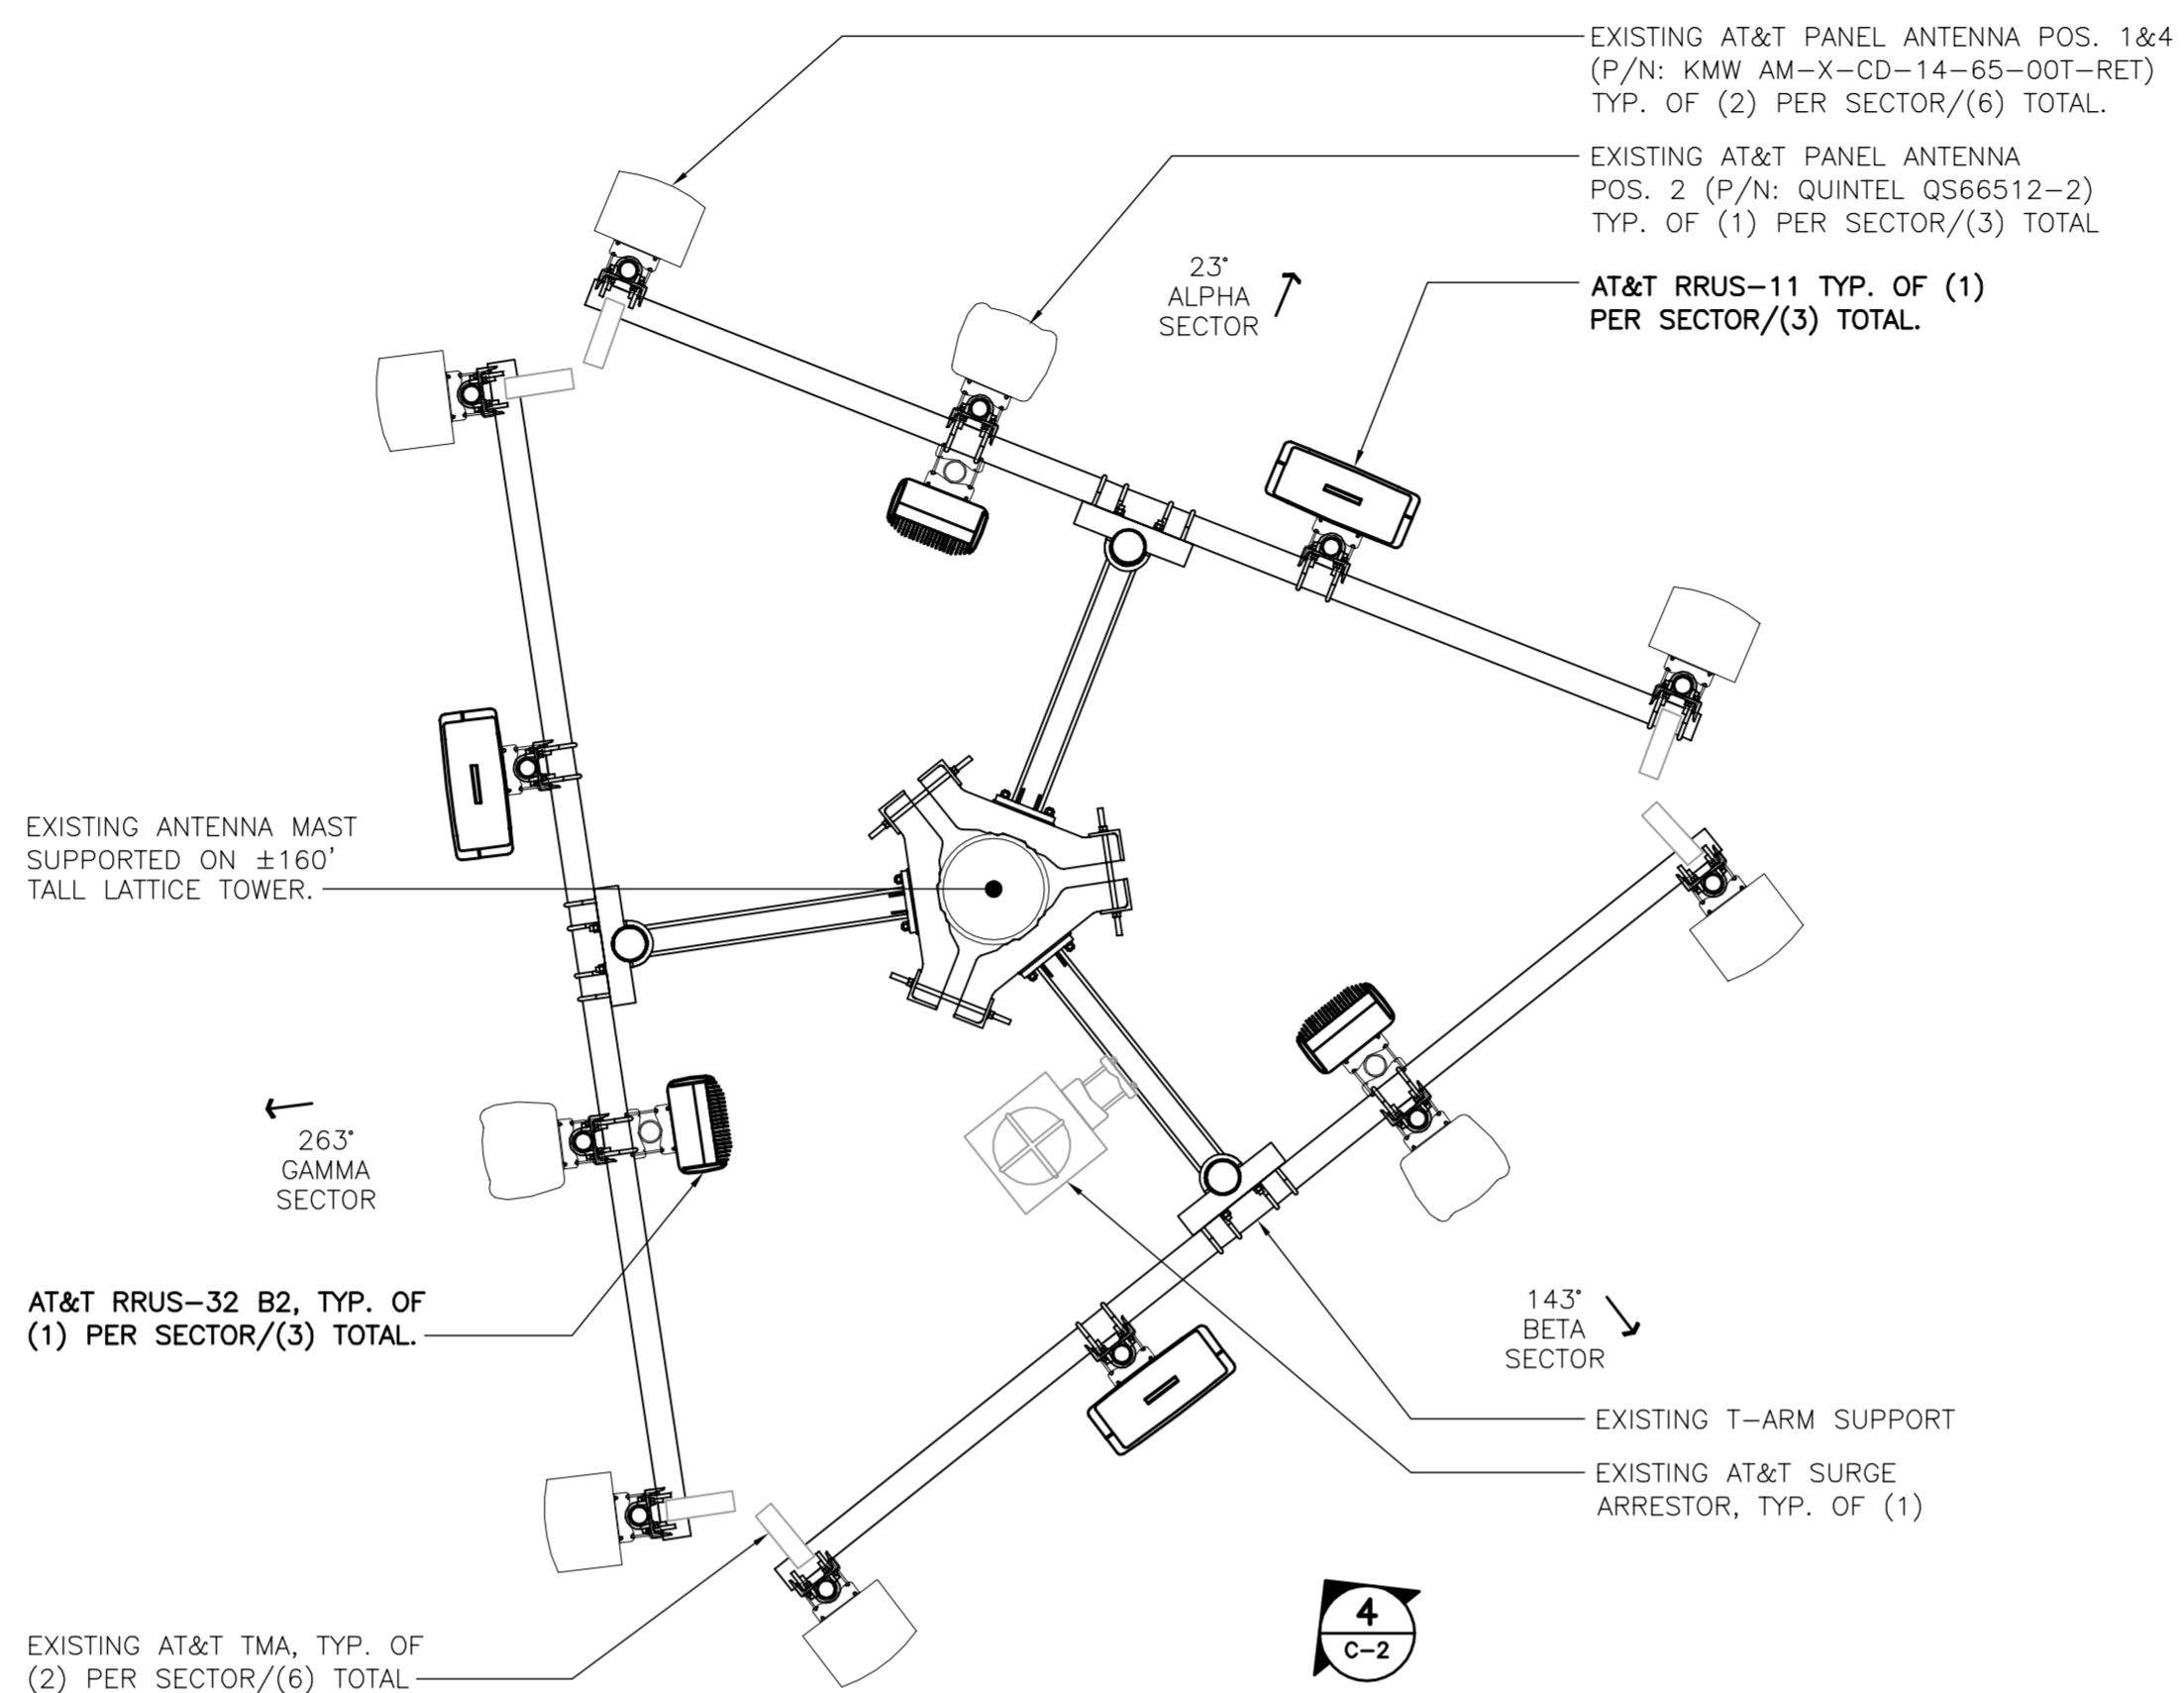 EXISTING AT&T PANEL ANTENNA POS. 1&4
(P/N: KMW AM-X-CD-14-65-00T-RET)
TYP. OF (2) PER SECTOR/(6) TOTAL.
EXISTING AT&T PANEL ANTENNA
POS. 2 (P/N: QUINTEL QS66512-2)
TYP. OF (1) PER SECTOR/(3) TOTAL
23°
ALPHA
SECTOR
AT&T RRUS-11 TYP. OF (1)
PER SECTOR/(3) TOTAL.
EXISTING ANTENNA MAST
SUPPORTED ON ±160'
TALL LATTICE TOWER.
263°
GAMMA
SECTOR
AT&T RRUS-32 B2, TYP. OF
(1) PER SECTOR/(3) TOTAL.
143°
BETA
SECTOR
EXISTING T-ARM SUPPORT
EXISTING AT&T SURGE
ARRESTOR, TYP. OF (1)
EXISTING AT&T TMA, TYP. OF
(2) PER SECTOR/(6) TOTAL
4
C-2